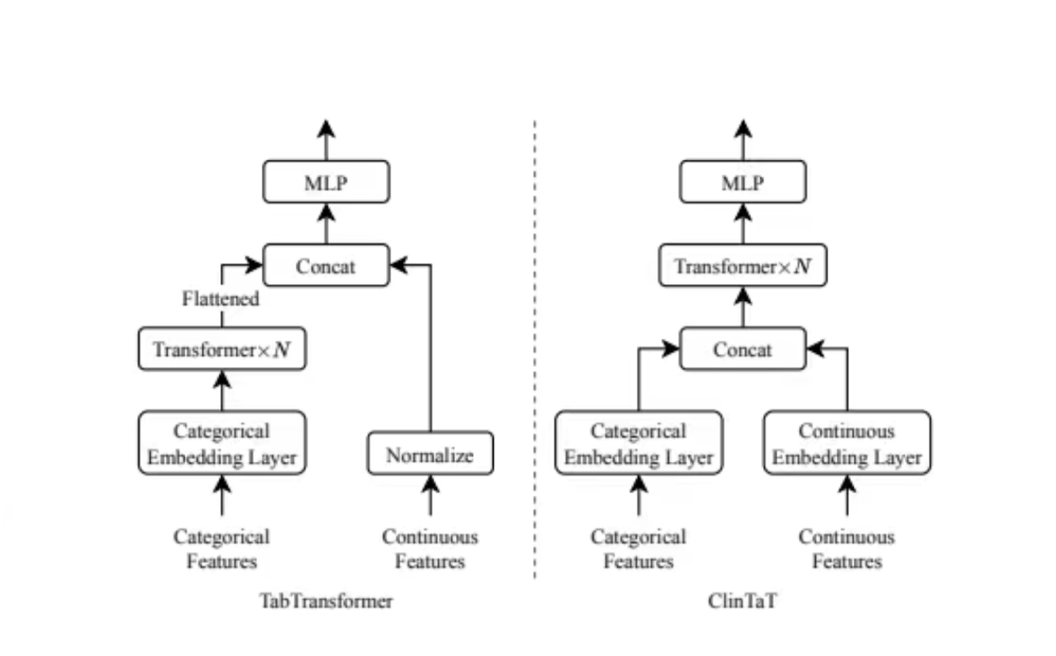 MLP
Concat
Flattened
Transformer×N
Categorical
Embedding Layer
Normalize
Categorical
Features
Continuous
Features
TabTransformer
MLP
Transformer×N
Concat
Categorical
Embedding Layer
Continuous
Embedding Layer
Categorical
Features
Continuous
Features
ClinTaT